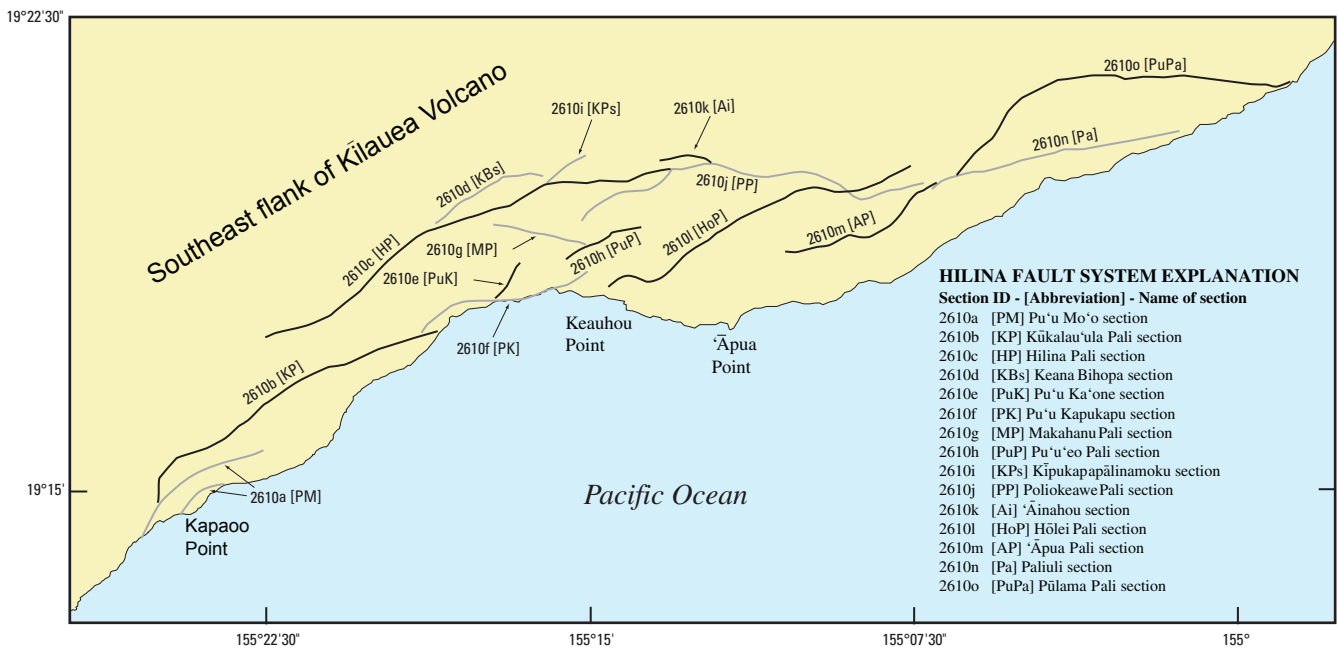 19°22'30"
Southeast flank of Kīlauea Volcano
2610o [PuPa]
2610i [KPs]
2610k [Ai]
2610n [Pa]
2610d [KBs]
2610j [PP]
2610c [HP]
2610g [MP]
2610h [PuP]
2610l [HoP]
2610m [AP]
2610e [PuK]
2610f [PK]
Keauhou
Point
ʻĀpua
Point
2610b [KP]
19°15'
2610a [PM]
Kapaoo
Point
Pacific Ocean
HILINA FAULT SYSTEM EXPLANATION
Section ID - [Abbreviation] - Name of section
2610a [PM] Puʻu Moʻo section
2610b [KP] Kūkalauʻula Pali section
2610c [HP] Hilina Pali section
2610d [KBs] Keana Bihopa section
2610e [PuK] Puʻu Kaʻone section
2610f [PK] Puʻu Kapukapu section
2610g [MP] Makahanu Pali section
2610h [PuP] Puʻuʻeo Pali section
2610i [KPs] Kīpukapapālinamoku section
2610j [PP] Poliokeawe Pali section
2610k [Ai] ʻĀinahou section
2610l [HoP] Hōlei Pali section
2610m [AP] ʻĀpua Pali section
2610n [Pa] Paliuli section
2610o [PuPa] Pūlama Pali section
155°22'30"
155°15'
155°07'30"
155°